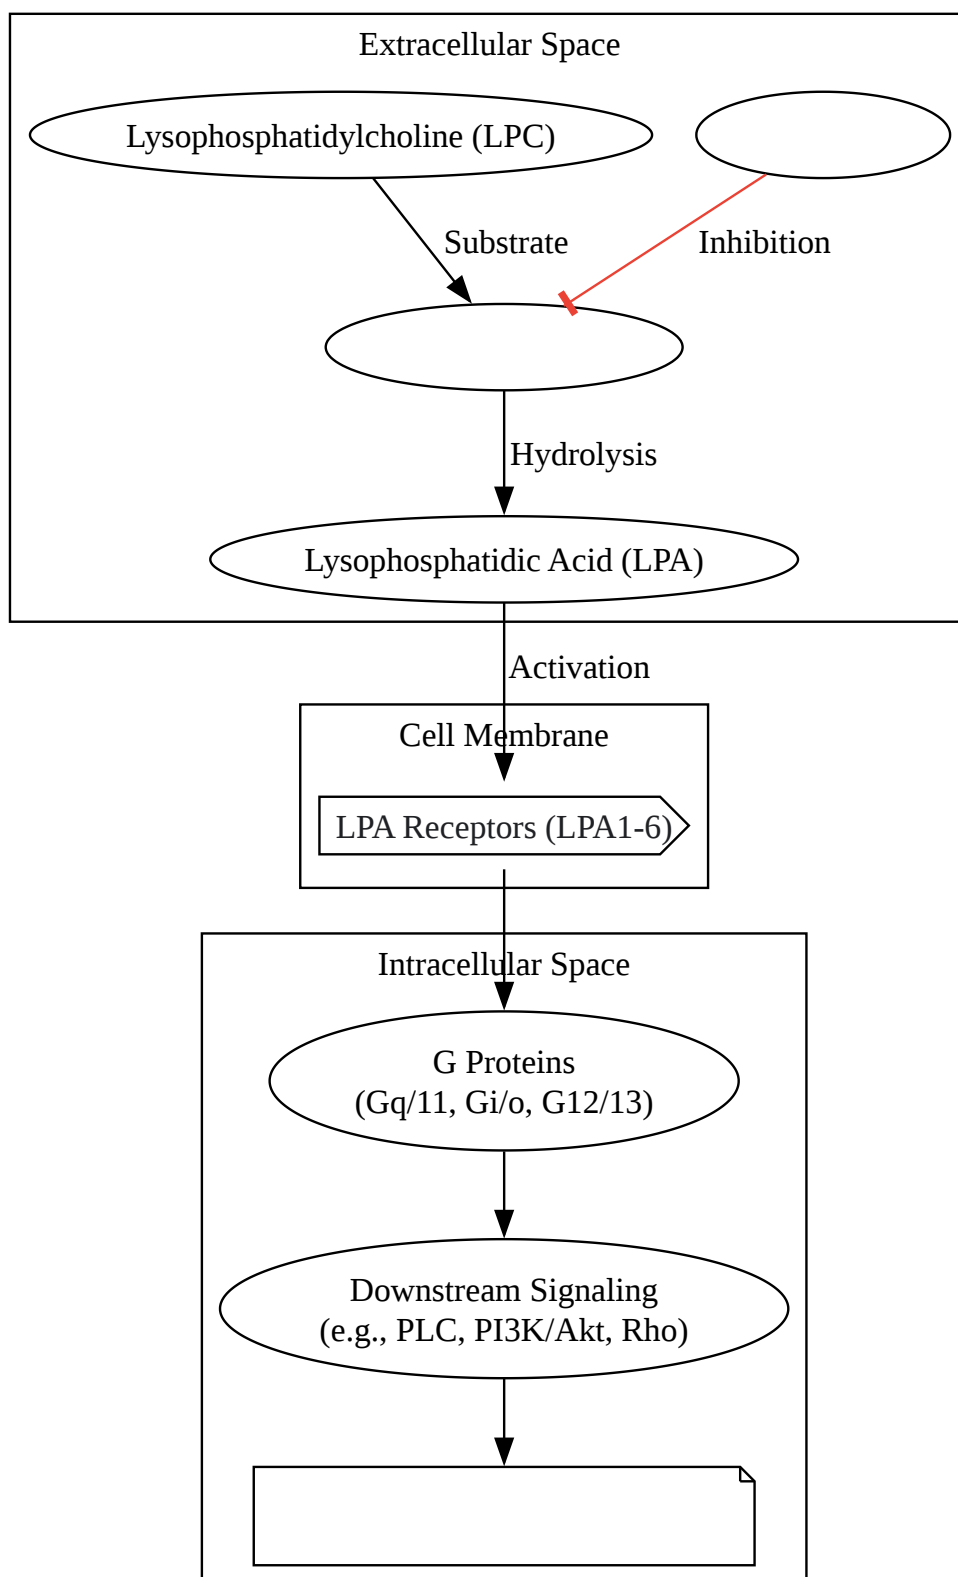 Extracellular Space
Lysophosphatidylcholine (LPC)
Substrate
Inhibition
Hydrolysis
Lysophosphatidic Acid (LPA)
Activation
Cell Membrane
LPA Receptors (LPA1-6)
Intracellular Space
G Proteins
(Gq/11, Gi/o, G12/13)
Downstream Signaling
(e.g., PLC, PI3K/Akt, Rho)